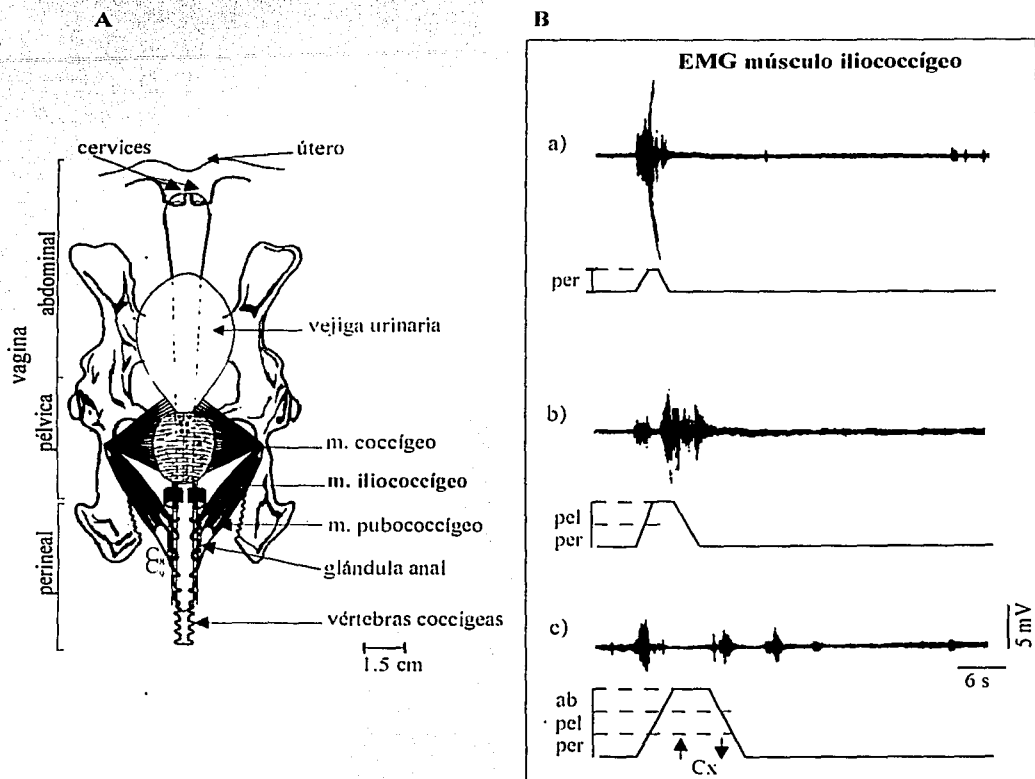 A
cervices
útero
abdominal
vagina
pélvica
perineal
vejiga urinaria
m. coccígeo
m. iliococcígeo
m. pubococcígeo
glándula anal
vértebras coccígeas
1.5 cm
B
EMG músculo iliococcígeo
a)
per
b)
pel
per
c)
5 mV
6 s
ab
pel
per
Cx